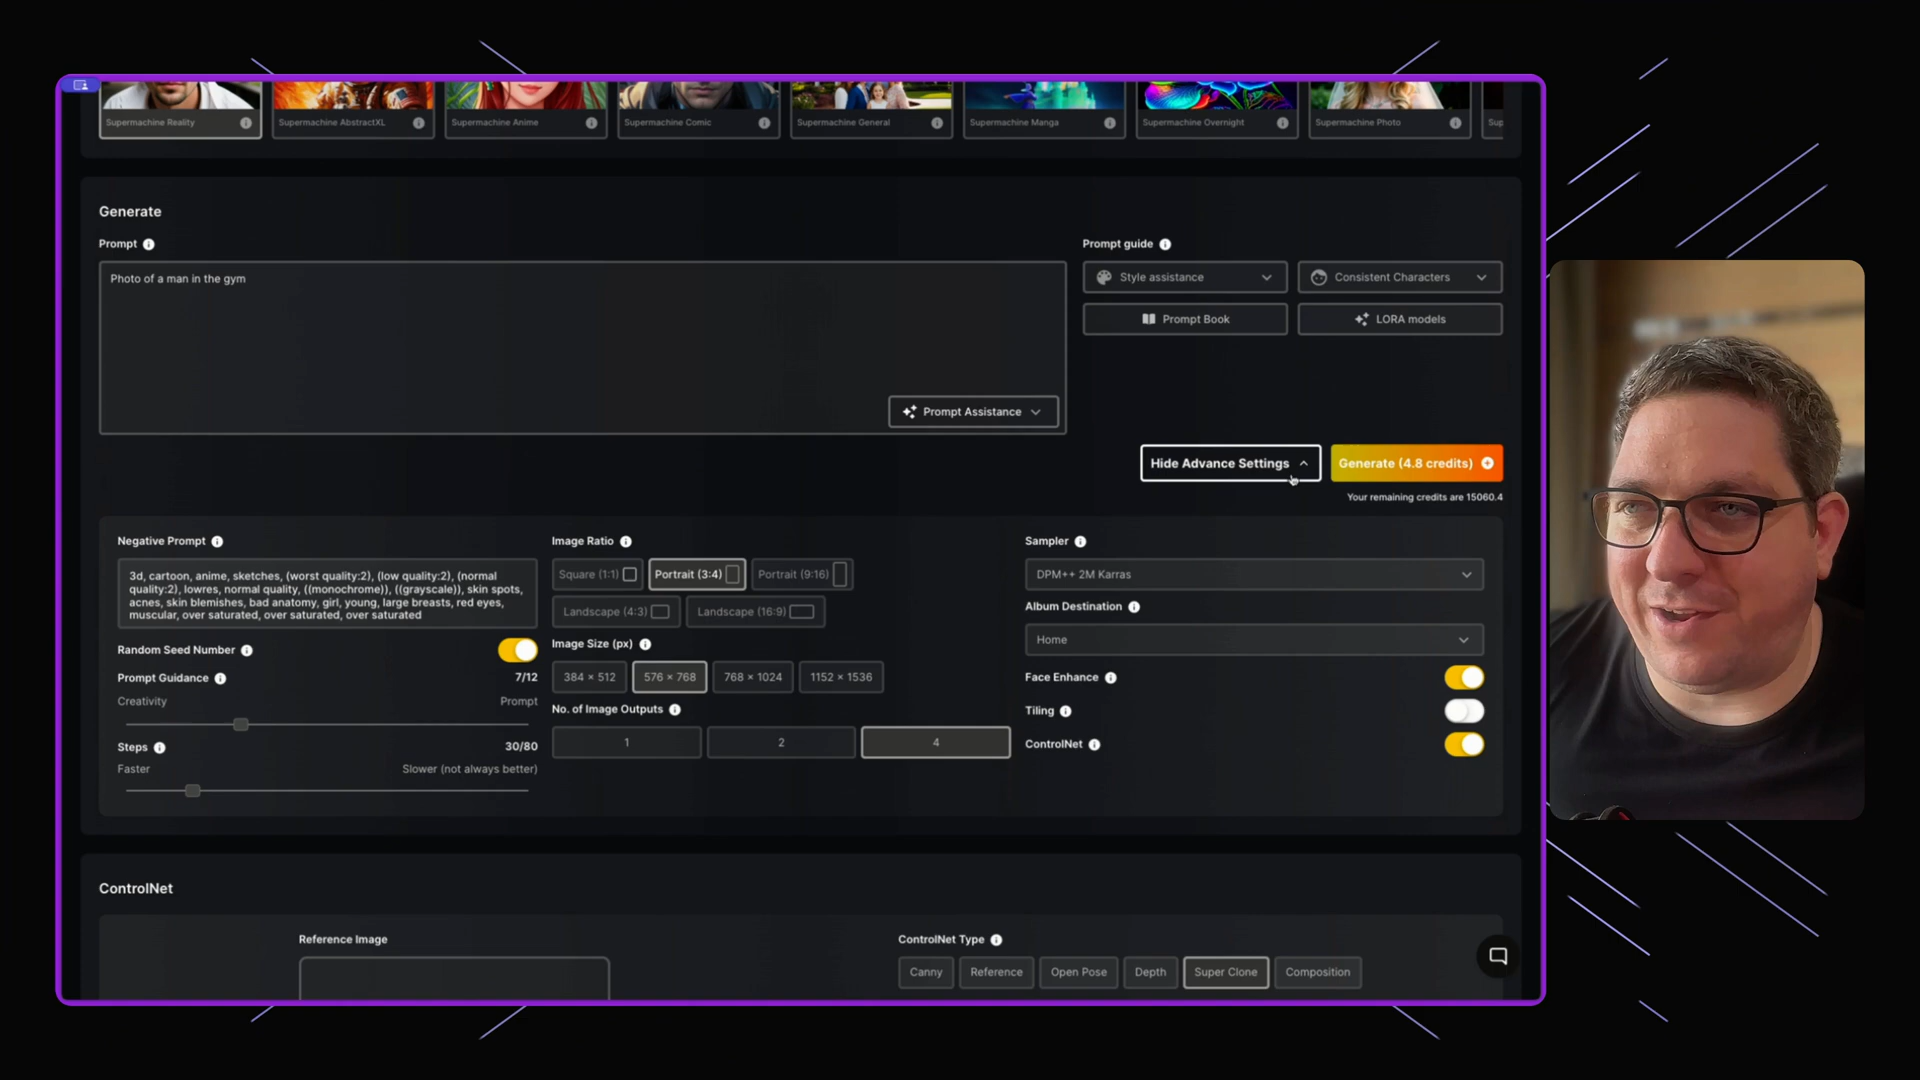 Supermachine Reality
Supermachine AbstractXL
Supermachine Anime
Supermachine Comic
Supermachine General
Supermachine Manga
Supermachine Overnight
Supermachine Photo
Sup
Generate
Prompt
Prompt guide
Photo of a man in the gym
Style assistance
Consistent Characters
Prompt Book
LORA models
Prompt Assistance
Hide Advance Settings
Generate (4.8 credits)
Your remaining credits are 15060.4
Negative Prompt
3d, cartoon, anime, sketches, (worst quality:2), (low quality:2), (normal
quality:2), lowres, normal quality, ((monochrome)), ((grayscale)), skin spots,
acnes, skin blemishes, bad anatomy, girl, young, large breasts, red eyes,
muscular, over saturated, over saturated, over saturated
Random Seed Number
Prompt Guidance
7/12
Creativity
Prompt
Steps
30/80
Faster
Slower (not always better)
Image Ratio
Square (1:1)
Portrait (3:4)
Portrait (9:16)
Landscape (4:3)
Landscape (16:9)
Image Size (px)
384 × 512
576 × 768
768 × 1024
1152 × 1536
No. of Image Outputs
1
2
4
Sampler
DPM++ 2M Karras
Album Destination
Home
Face Enhance
Tiling
ControlNet
ControlNet
Reference Image
ControlNet Type
Canny
Reference
Open Pose
Depth
Super Clone
Composition